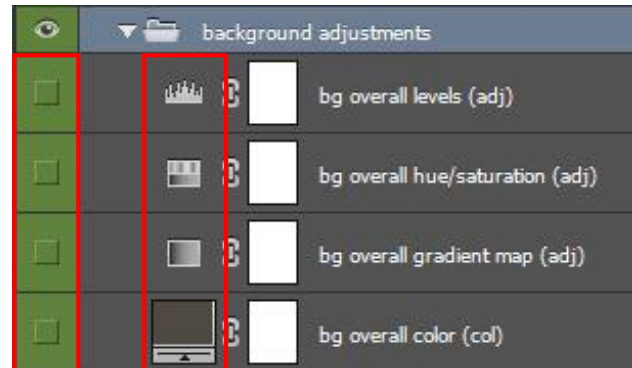 background adjustments
bg overall levels (adj)
bg overall hue/saturation (adj)
bg overall gradient map (adj)
bg overall color (col)